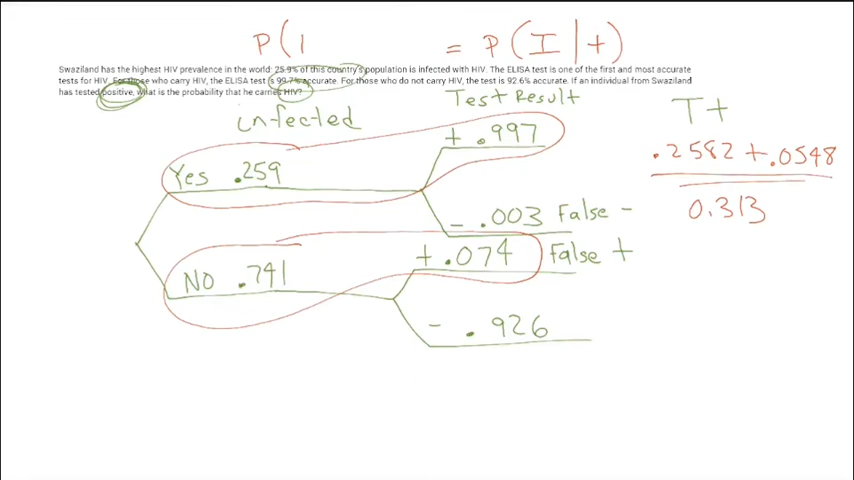 P(I = P(I|+)
Swaziland has the highest HIV prevalence in the world: 25.9% of this country's population is infected with HIV. The ELISA test is one of the first and most accurate
tests for HIV. For those who carry HIV, the ELISA test is 99.7% accurate. For those who do not carry HIV, the test is 92.6% accurate. If an individual from Swaziland
has tested positive, what is the probability that he carries HIV?
Test Result
infected
T+
+ .997
.2582 + .0548
Yes .259
0.313
- .003 False -
+ .074 False +
NO .741
- .926